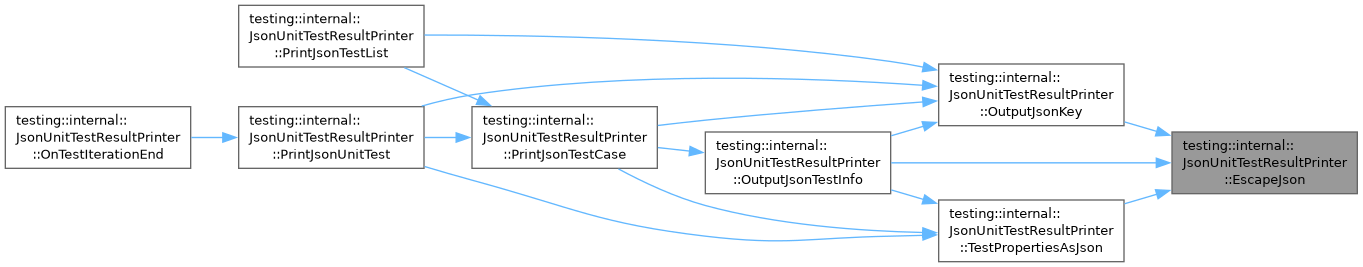 testing::internal::
JsonUnitTestResultPrinter
::PrintJsonTestList
testing::internal::
JsonUnitTestResultPrinter
::OutputJsonKey
testing::internal::
JsonUnitTestResultPrinter
::OnTestIterationEnd
testing::internal::
JsonUnitTestResultPrinter
::PrintJsonUnitTest
testing::internal::
JsonUnitTestResultPrinter
::PrintJsonTestCase
testing::internal::
JsonUnitTestResultPrinter
::OutputJsonTestInfo
testing::internal::
JsonUnitTestResultPrinter
::EscapeJson
testing::internal::
JsonUnitTestResultPrinter
::TestPropertiesAsJson